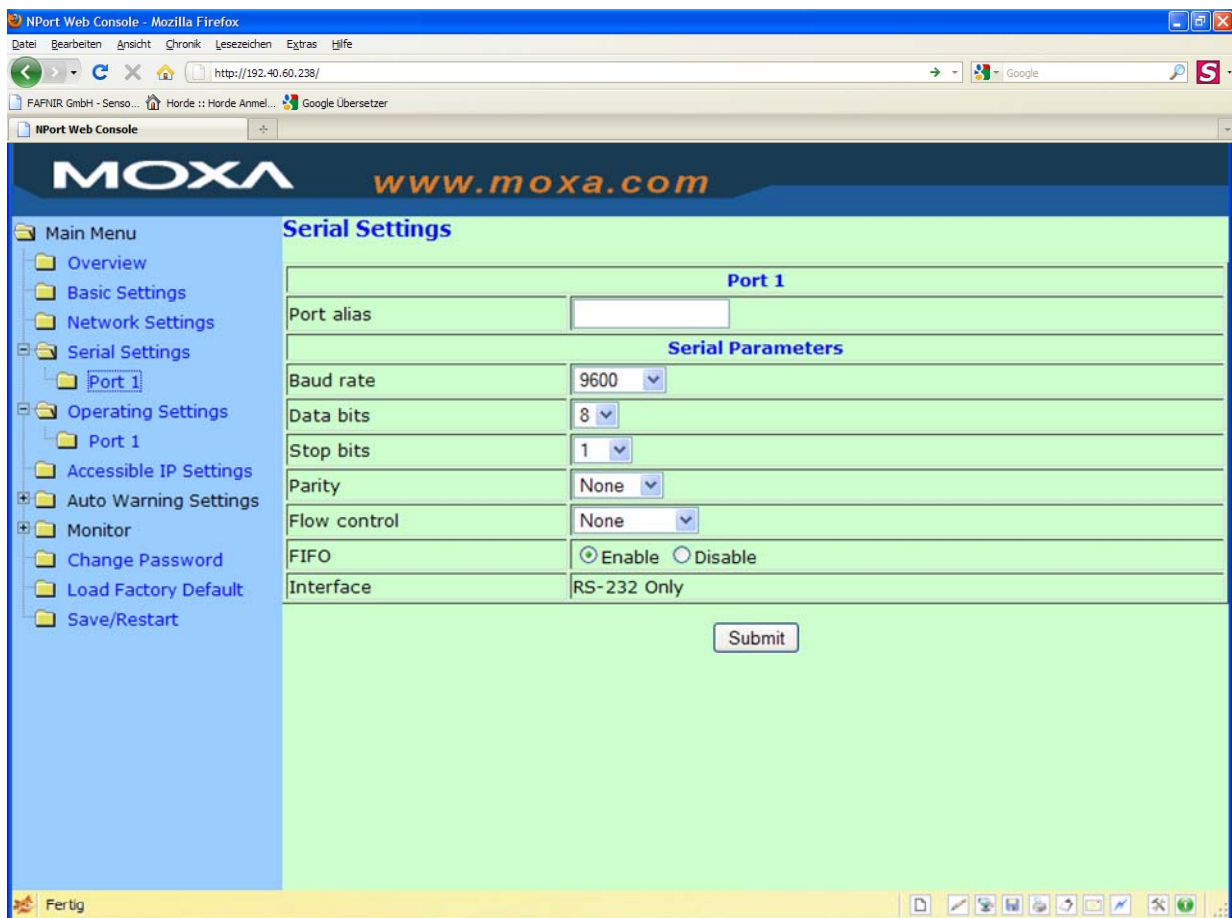 NPort Web Console - Mozilla Firefox
Datei Bearbeiten Ansicht Chronik Lesezeichen Extras Hilfe
http://192.40.60.238/
Google
FAFNIR GmbH - Senso... Horde :: Horde Anmel... Google Übersetzer
NPort Web Console
MOXA www.moxa.com
Main Menu
Overview
Basic Settings
Network Settings
Serial Settings
Port 1
Operating Settings
Port 1
Accessible IP Settings
Auto Warning Settings
Monitor
Change Password
Load Factory Default
Save/Restart
Serial Settings
Port 1
Port alias
Serial Parameters
Baud rate 9600
Data bits 8
Stop bits 1
Parity None
Flow control None
FIFO Enable Disable
Interface RS-232 Only
Submit
Fertig